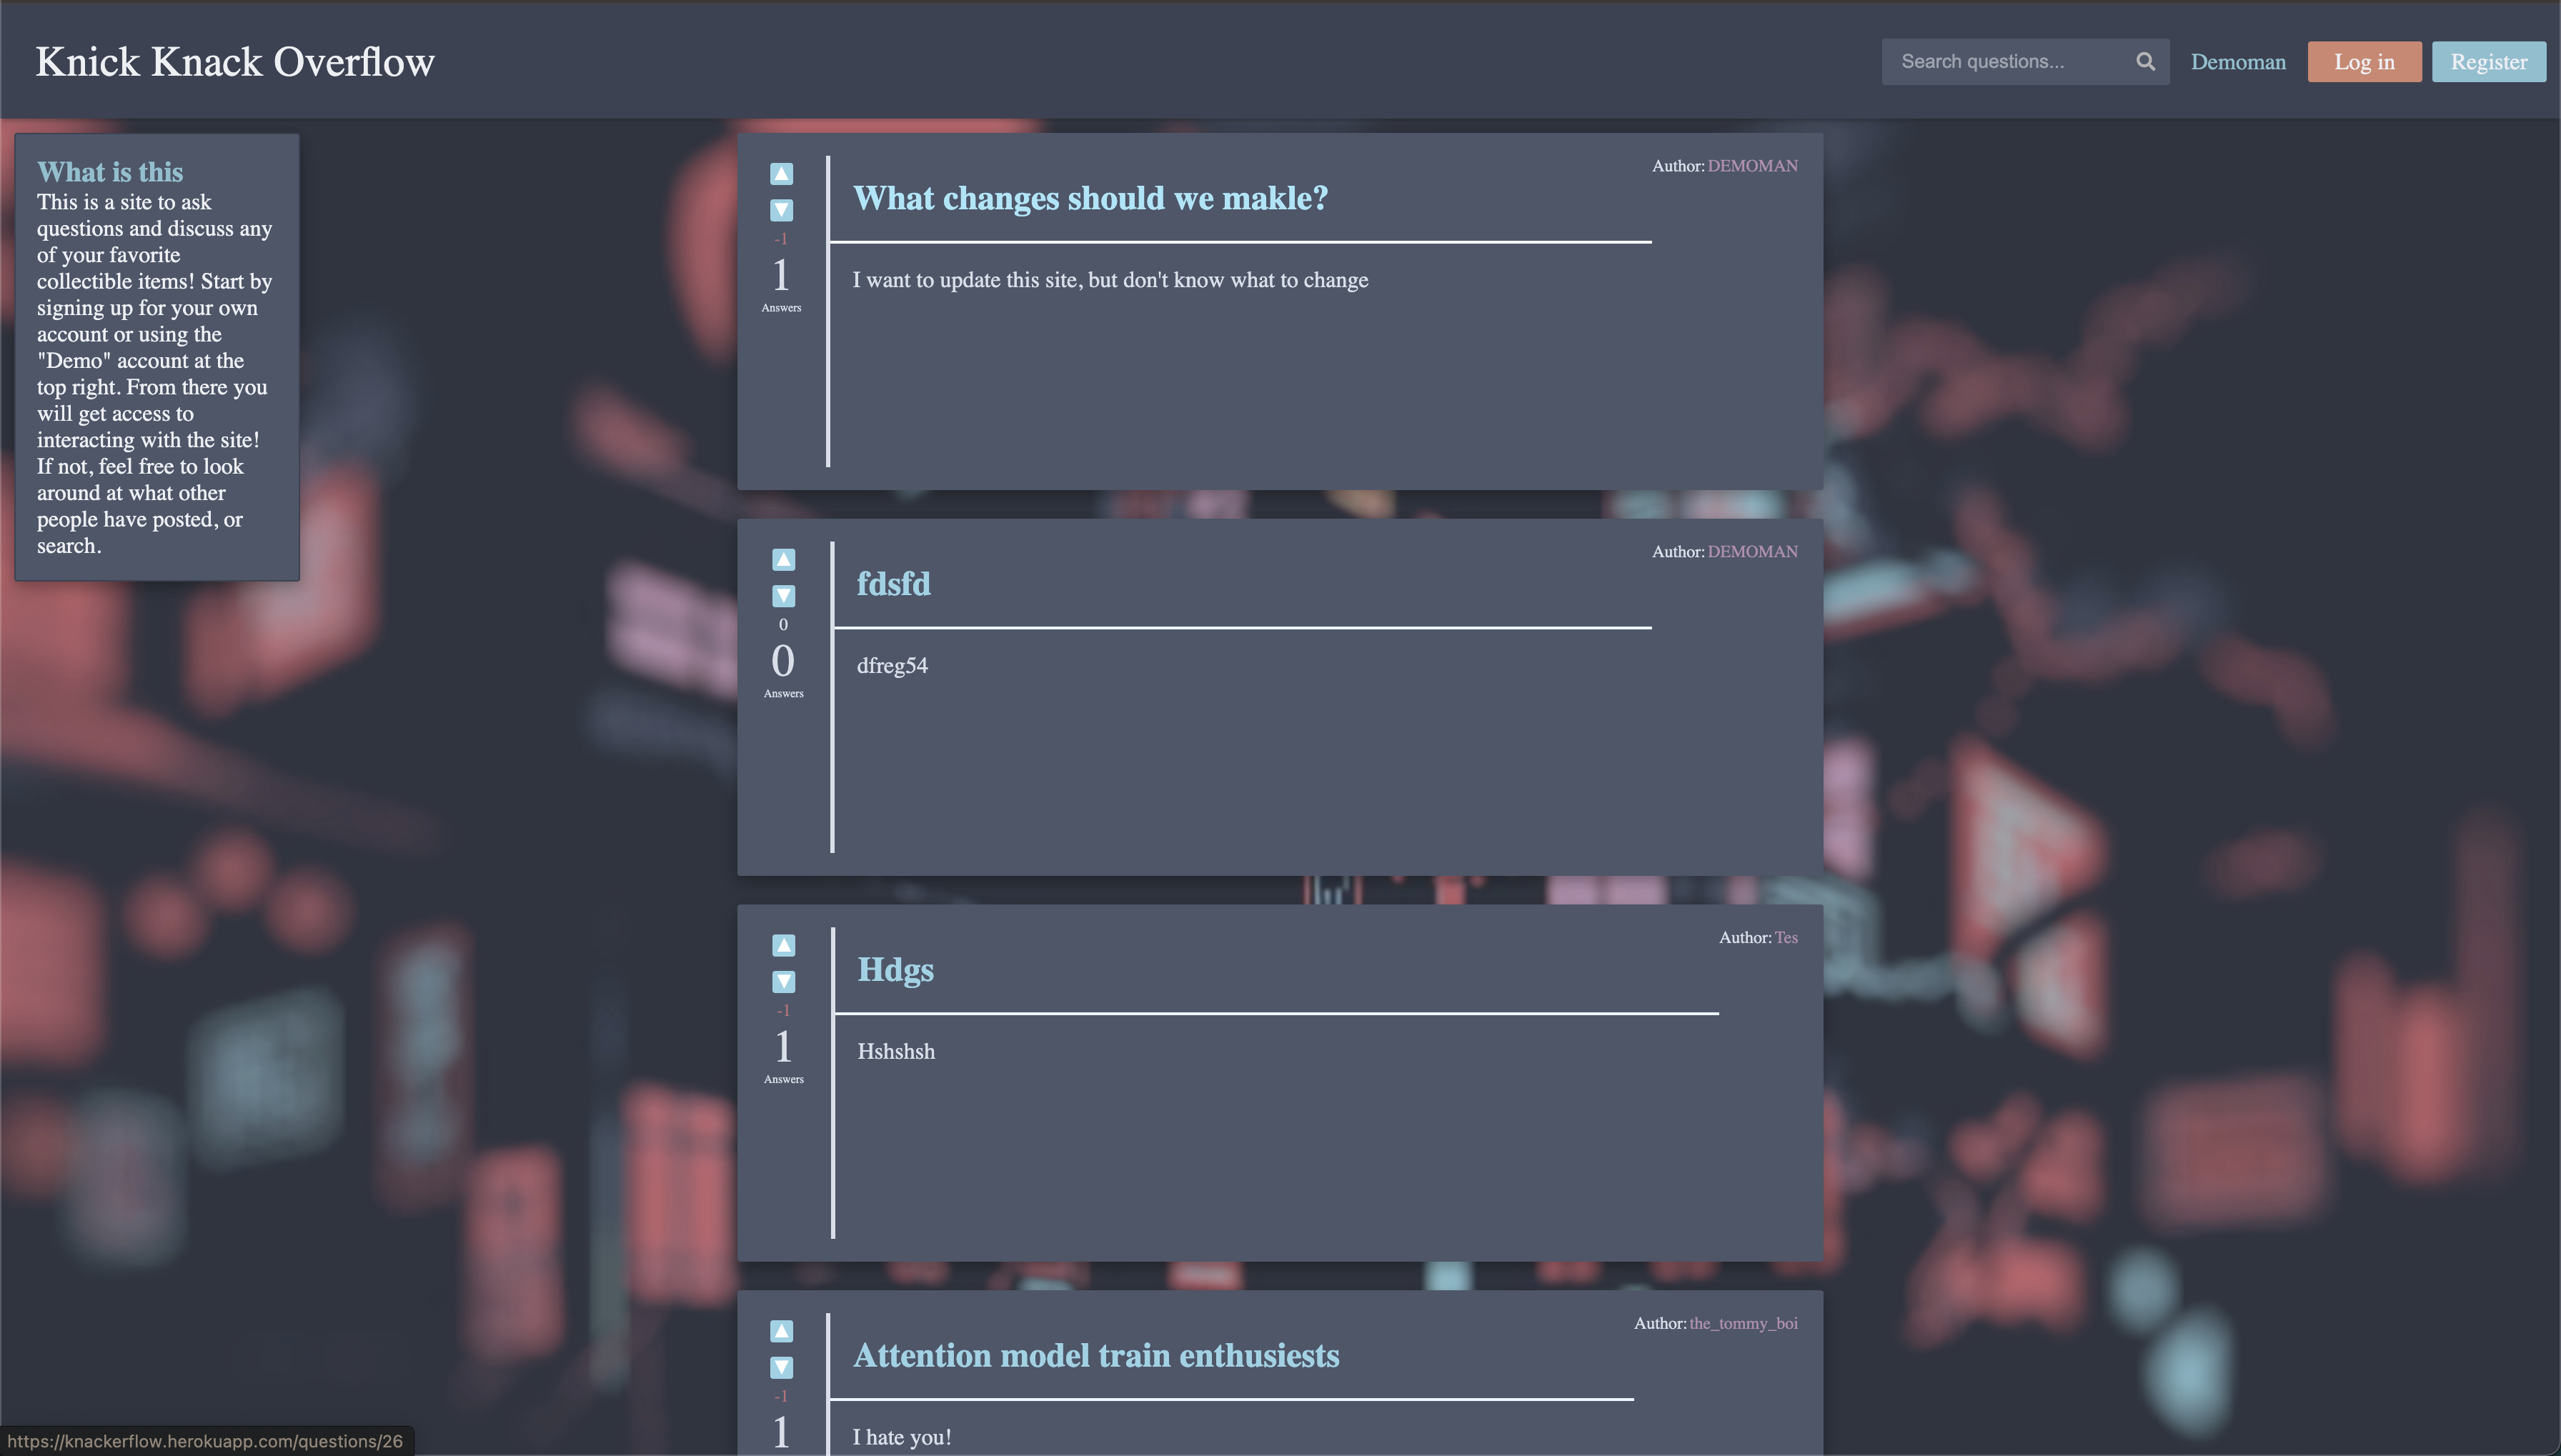 Knick Knack Overflow
Search questions...
Demoman
Log in
Register
What is this
This is a site to ask
questions and discuss any
of your favorite
collectible items! Start by
signing up for your own
account or using the
"Demo" account at the
top right. From there you
will get access to
interacting with the site!
If not, feel free to look
around at what other
people have posted, or
search.
Author: DEMOMAN
What changes should we makle?
-1
1
Answers
I want to update this site, but don't know what to change
Author: DEMOMAN
fdsfd
0
0
Answers
dfreg54
Author: Tes
Hdgs
-1
1
Answers
Hshshsh
Author: the_tommy_boi
Attention model train enthusiests
-1
1
I hate you!
https://knackerflow.herokuapp.com/questions/26